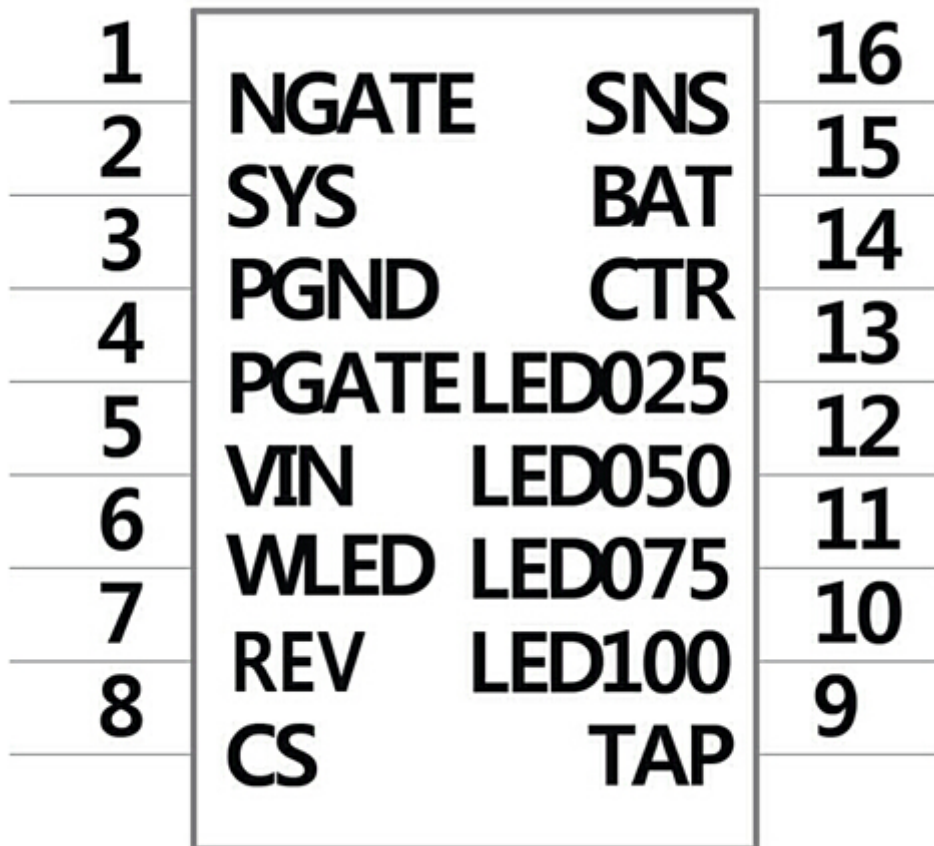 1 NGATE SNS 16
2 SYS BAT 15
3 PGND CTR 14
4 PGATE LED025 13
5 VIN LED050 12
6 WLED LED075 11
7 REV LED100 10
8 CS TAP 9